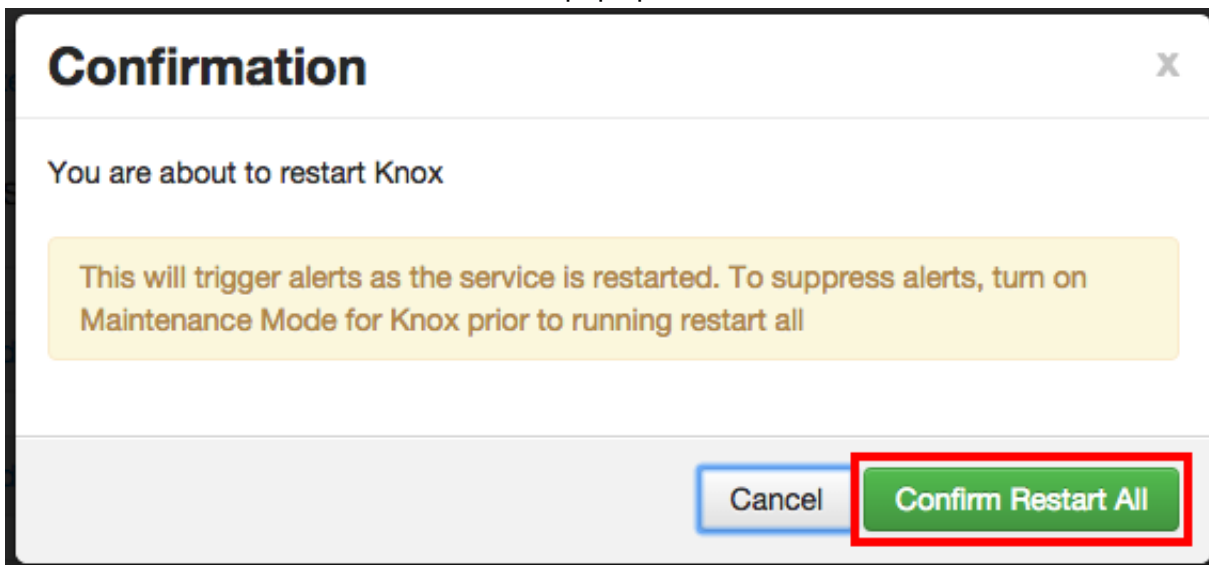 Confirmation
x
You are about to restart Knox
This will trigger alerts as the service is restarted. To suppress alerts, turn on
Maintenance Mode for Knox prior to running restart all
Cancel
Confirm Restart All